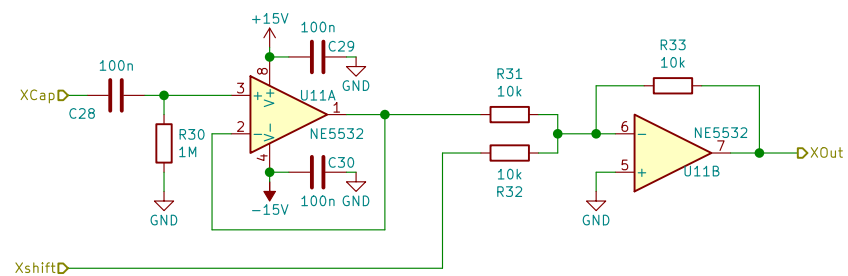 +15V
100n
C29
GND
100n
XCap
C28
8
3
+
V+
U11A
1
2
−
V−
4
NE5532
R30
1M
GND
C30
100n
GND
−15V
R31
10k
10k
R32
R33
10k
6
−
NE5532
7
XOut
5
+
U11B
GND
Xshift